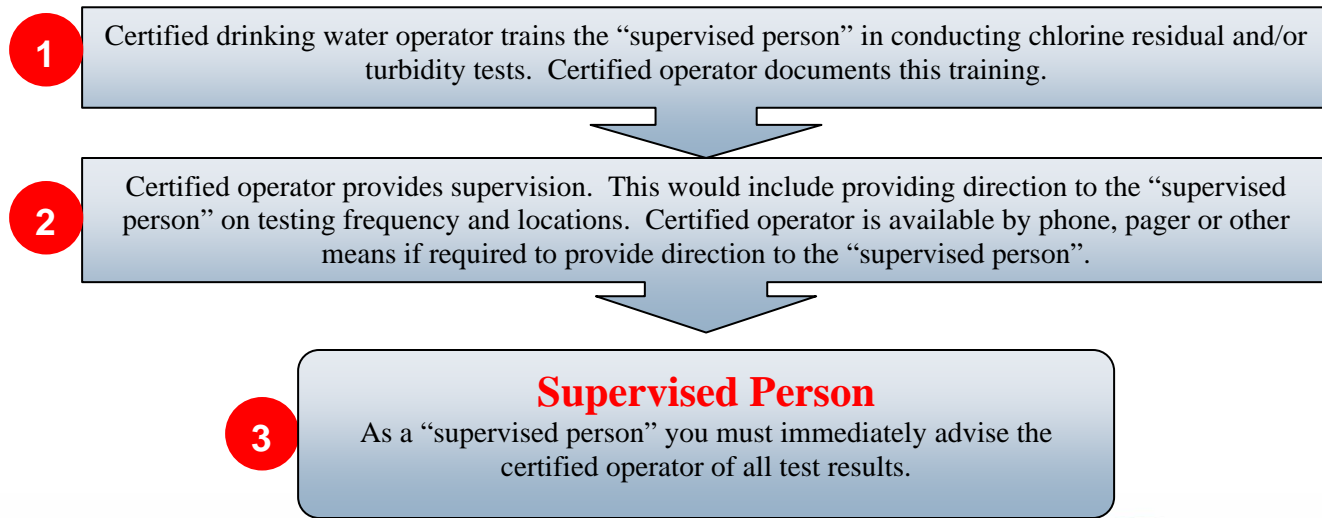 1
Certified drinking water operator trains the “supervised person” in conducting chlorine residual and/or
turbidity tests.  Certified operator documents this training.
2
Certified operator provides supervision.  This would include providing direction to the “supervised
person” on testing frequency and locations.  Certified operator is available by phone, pager or other
means if required to provide direction to the “supervised person”.
3
Supervised Person
As a “supervised person” you must immediately advise the
certified operator of all test results.